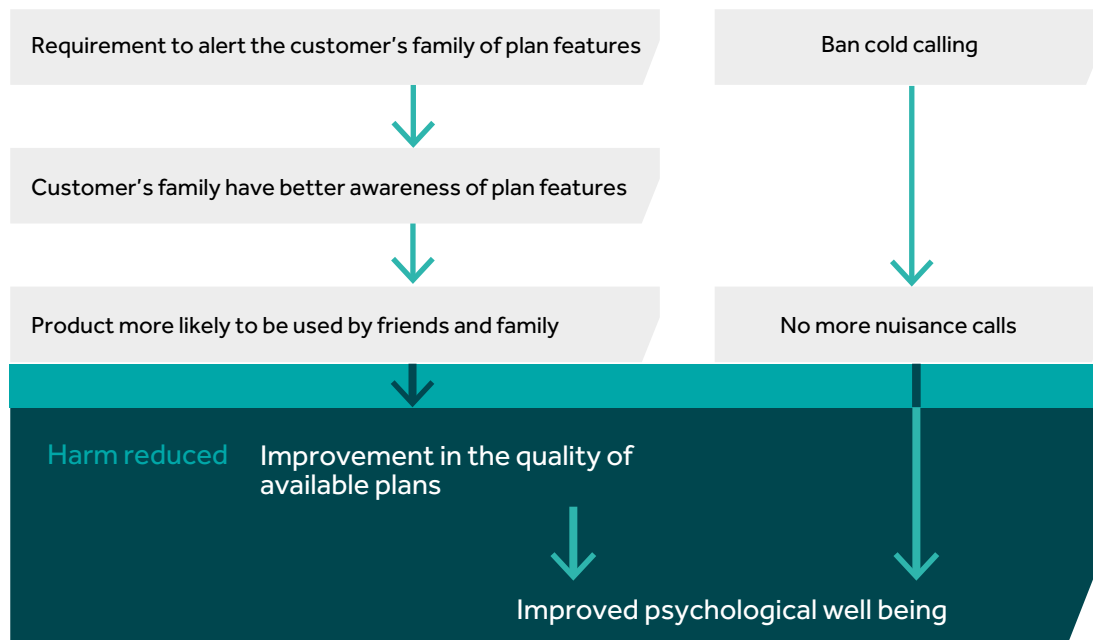 Requirement to alert the customer’s family of plan features
Ban cold calling
Customer’s family have better awareness of plan features
Product more likely to be used by friends and family
No more nuisance calls
Harm reduced
Improvement in the quality of
available plans
Improved psychological well being